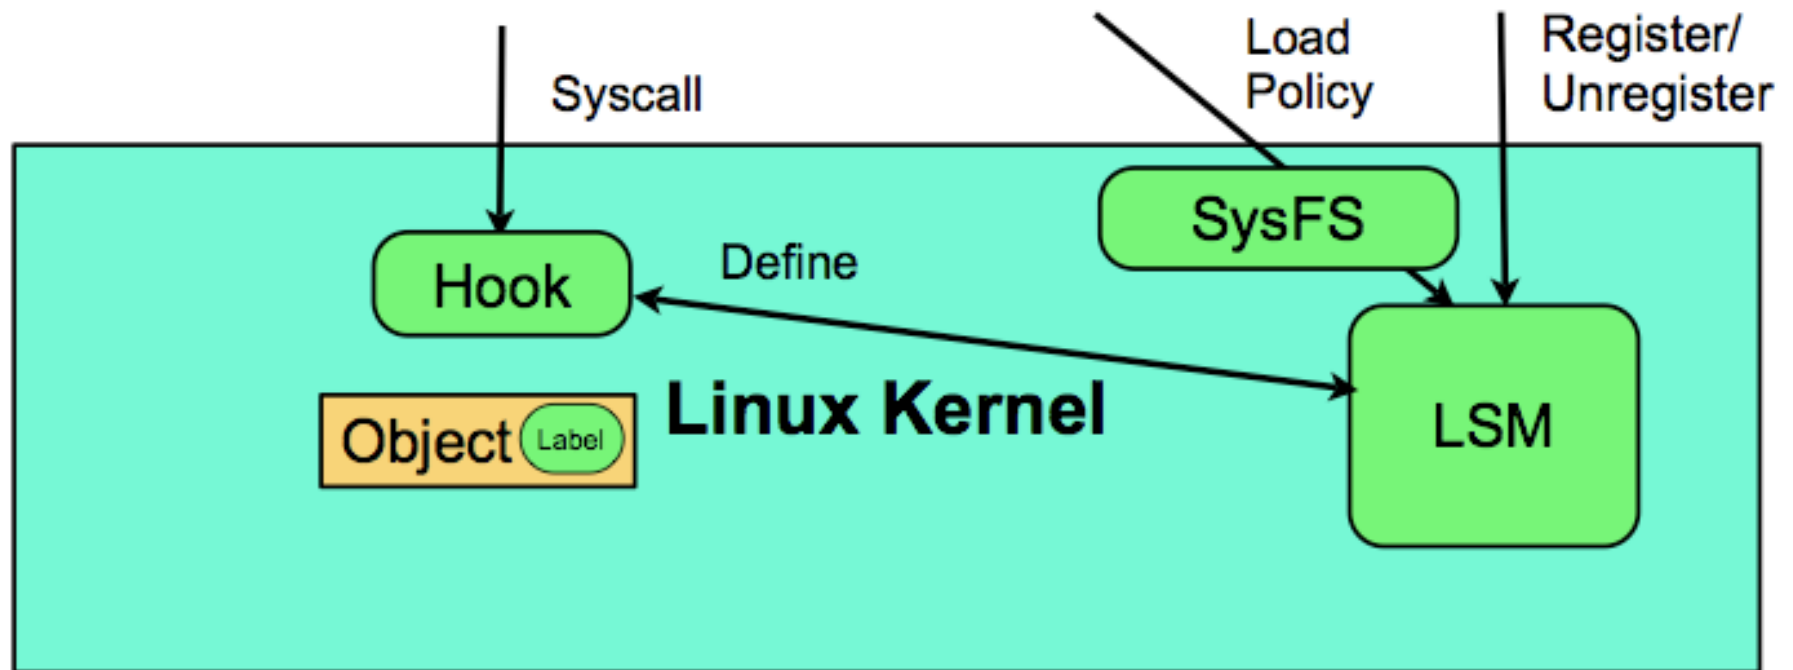 Load
Policy
Register/
Unregister
Syscall
SysFS
Define
Hook
Linux Kernel
Object
Label
LSM